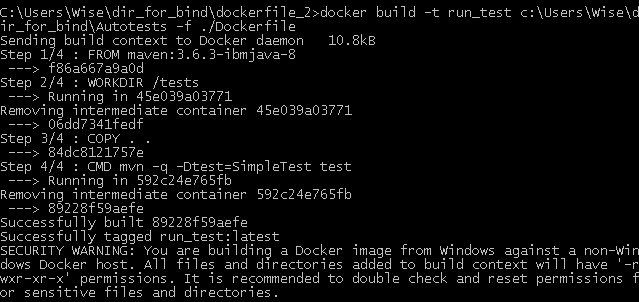 C:\Users\Wise\dir_for_bind\dockerfile_2>docker build -t run_test c:\Users\Wise\d
ir_for_bind\Autotests -f ./Dockerfile
Sending build context to Docker daemon   10.8kB
Step 1/4 : FROM maven:3.6.3-ibmjava-8
 ---> f86a667a9a0d
Step 2/4 : WORKDIR /tests
 ---> Running in 45e039a03771
Removing intermediate container 45e039a03771
 ---> 06dd7341fedf
Step 3/4 : COPY . .
 ---> 84dc8121757e
Step 4/4 : CMD mvn -q -Dtest=SimpleTest test
 ---> Running in 592c24e765fb
Removing intermediate container 592c24e765fb
 ---> 89228f59aefe
Successfully built 89228f59aefe
Successfully tagged run_test:latest
SECURITY WARNING: You are building a Docker image from Windows against a non-Win
dows Docker host. All files and directories added to build context will have '-r
wxr-xr-x' permissions. It is recommended to double check and reset permissions f
or sensitive files and directories.